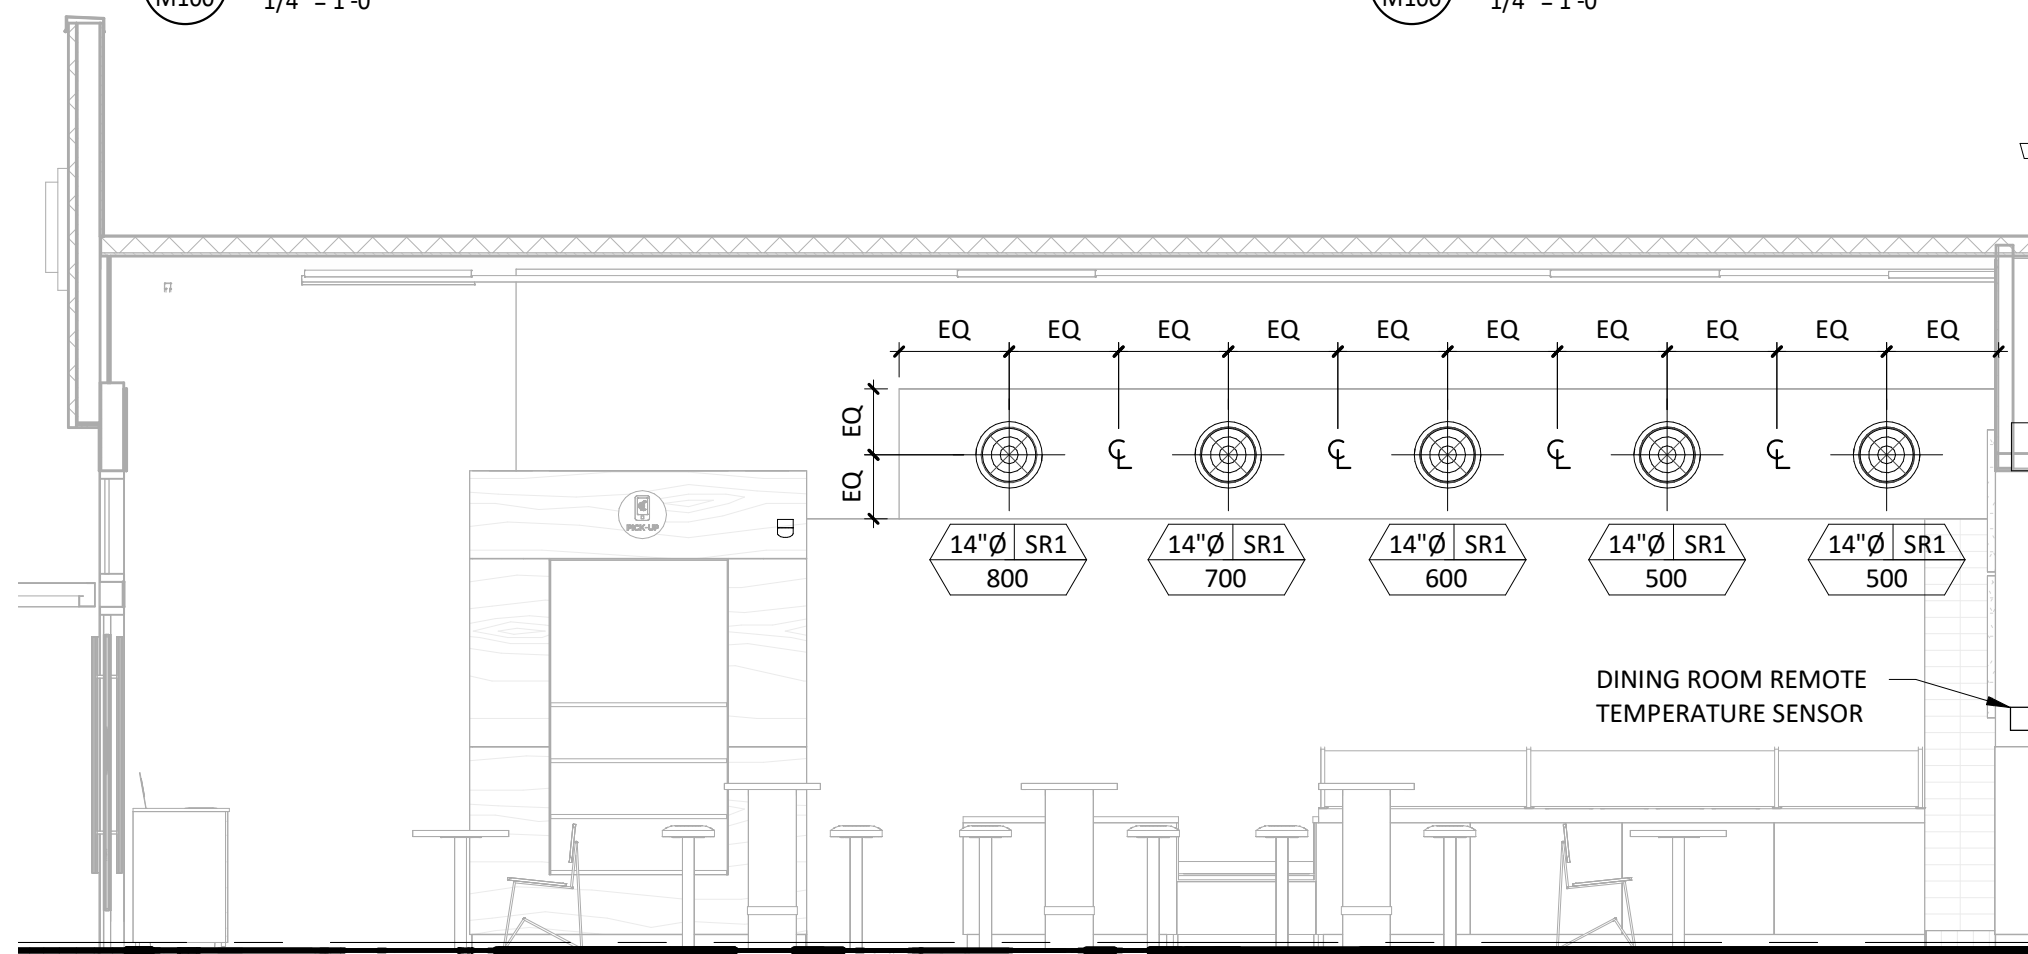 M100
1/4" = 1'-0"
M100
1/4" = 1'-0"
EQ EQ EQ EQ EQ EQ EQ EQ EQ EQ
EQ
EQ
℄ ℄ ℄ ℄
PICK-UP
14"Ø SR1
800
14"Ø SR1
700
14"Ø SR1
600
14"Ø SR1
500
14"Ø SR1
500
DINING ROOM REMOTE
TEMPERATURE SENSOR